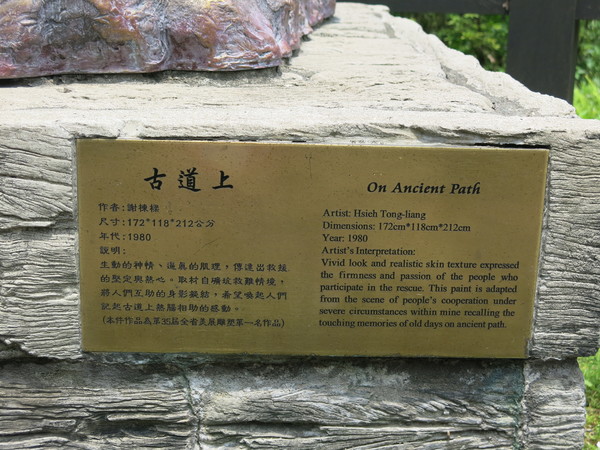 古道上
作者:謝棟樑
尺寸:172*118*212公分
年代:1980
說明:
生動的神情、逼氣的肌理，傳達出救援
的堅定與熱心。取材自礦坑救難情境，
將人們互助的身影凝結，希望喚起人們
記起古道上熱腸相助的感動。
(本件作品為第35屆全省美展雕塑第一名作品)
On Ancient Path
Artist: Hsieh Tong-liang
Dimensions: 172cm*118cm*212cm
Year: 1980
Artist's Interpretation:
Vivid look and realistic skin texture expressed
the firmness and passion of the people who
participate in the rescue. This paint is adapted
from the scene of people's cooperation under
severe circumstances within mine recalling the
touching memories of old days on ancient path.